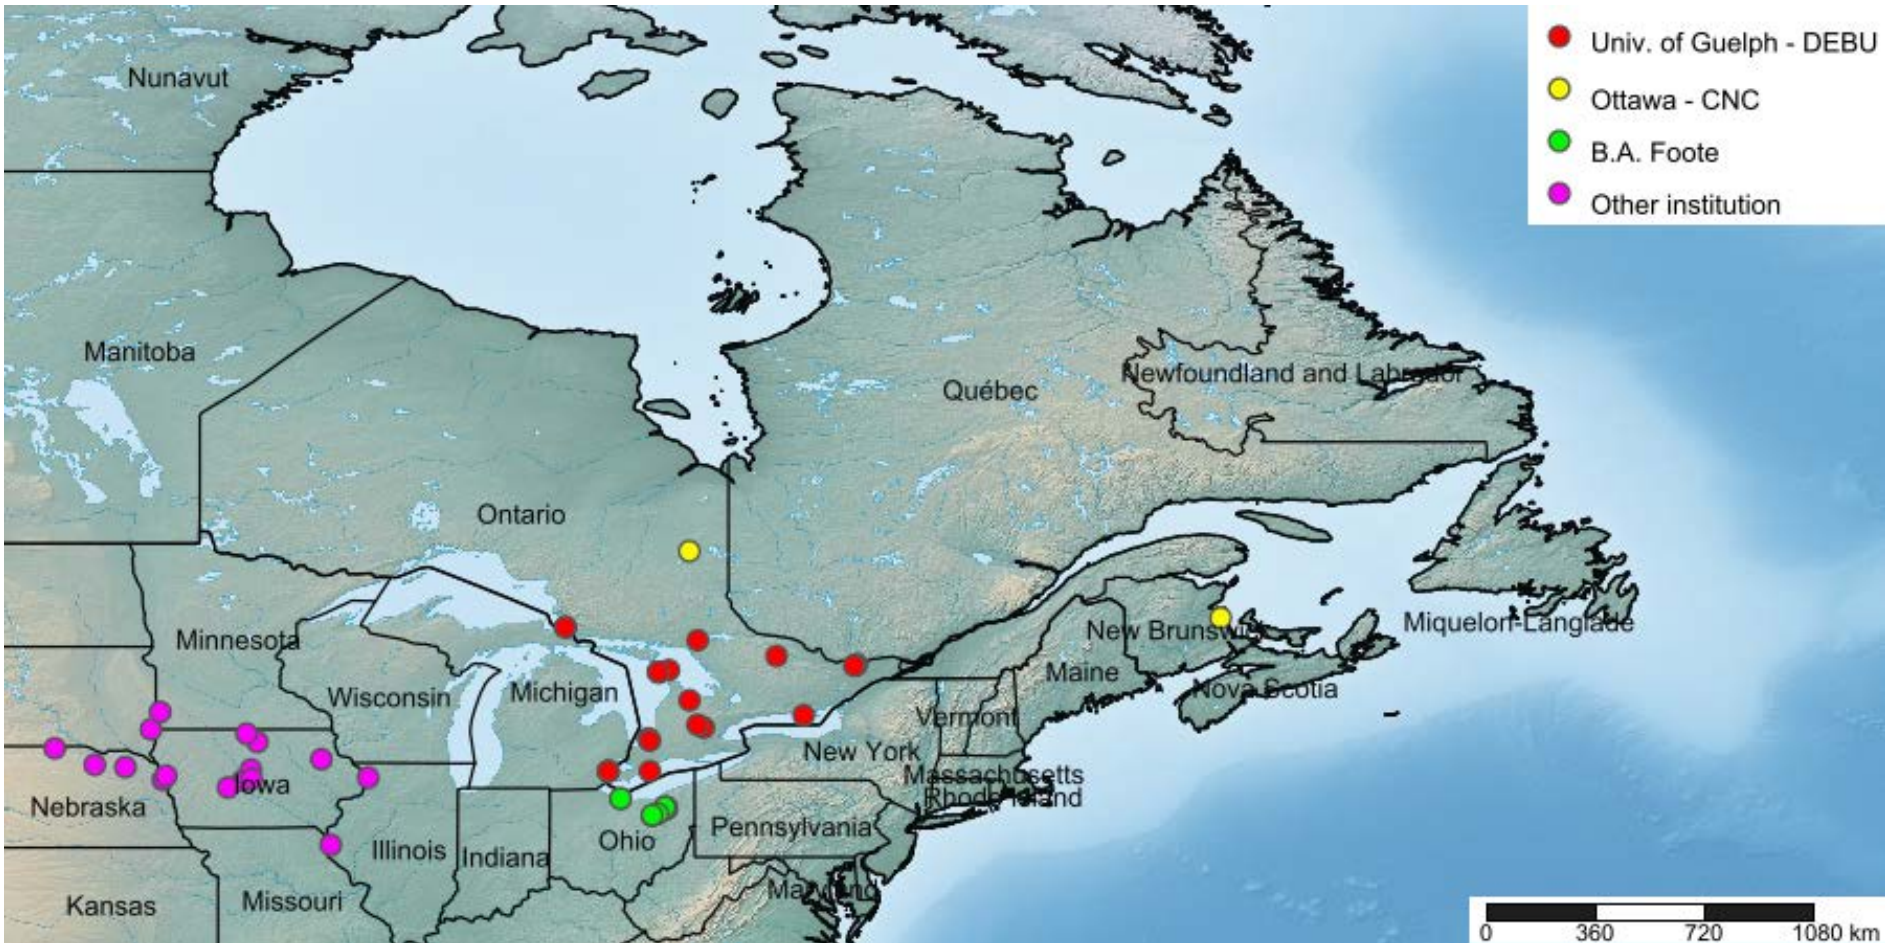 Univ. of Guelph - DEBU
Ottawa - CNC
B.A. Foote
Other institution
Nunavut
Manitoba
Québec
Newfoundland and Labrador
Ontario
Minnesota
New Brunswick
Miquelon-Langlade
Wisconsin
Michigan
Maine
Nova Scotia
Vermont
New York
Massachusetts
Rhode Island
Iowa
Nebraska
Pennsylvania
Ohio
Illinois
Indiana
Maryland
Missouri
Kansas
0 360 720 1080 km